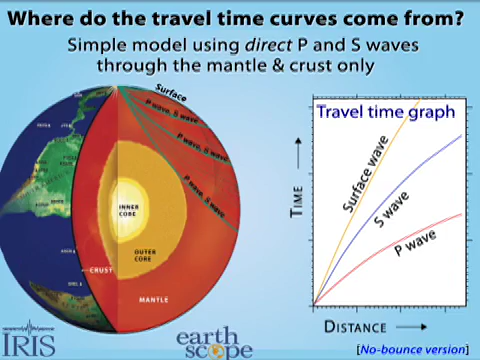 Where do the travel time curves come from?
Simple model using direct P and S waves
through the mantle & crust only
Surface
P wave, S wave
P wave, S wave
P wave, S wave
INNER
CORE
OUTER
CORE
CRUST
MANTLE
Travel time graph
TIME
Surface wave
S wave
P wave
DISTANCE
IRIS
earth
scope
[No-bounce version]